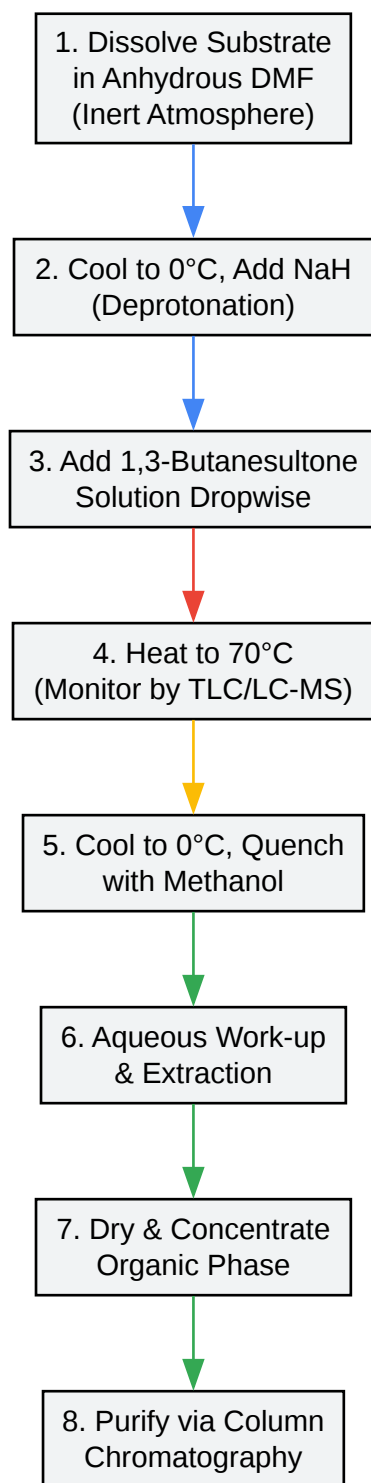 1. Dissolve Substrate
in Anhydrous DMF
(Inert Atmosphere)
2. Cool to 0°C, Add NaH
(Deprotonation)
3. Add 1,3-Butanesultone
Solution Dropwise
4. Heat to 70°C
(Monitor by TLC/LC-MS)
5. Cool to 0°C, Quench
with Methanol
6. Aqueous Work-up
& Extraction
7. Dry & Concentrate
Organic Phase
8. Purify via Column
Chromatography